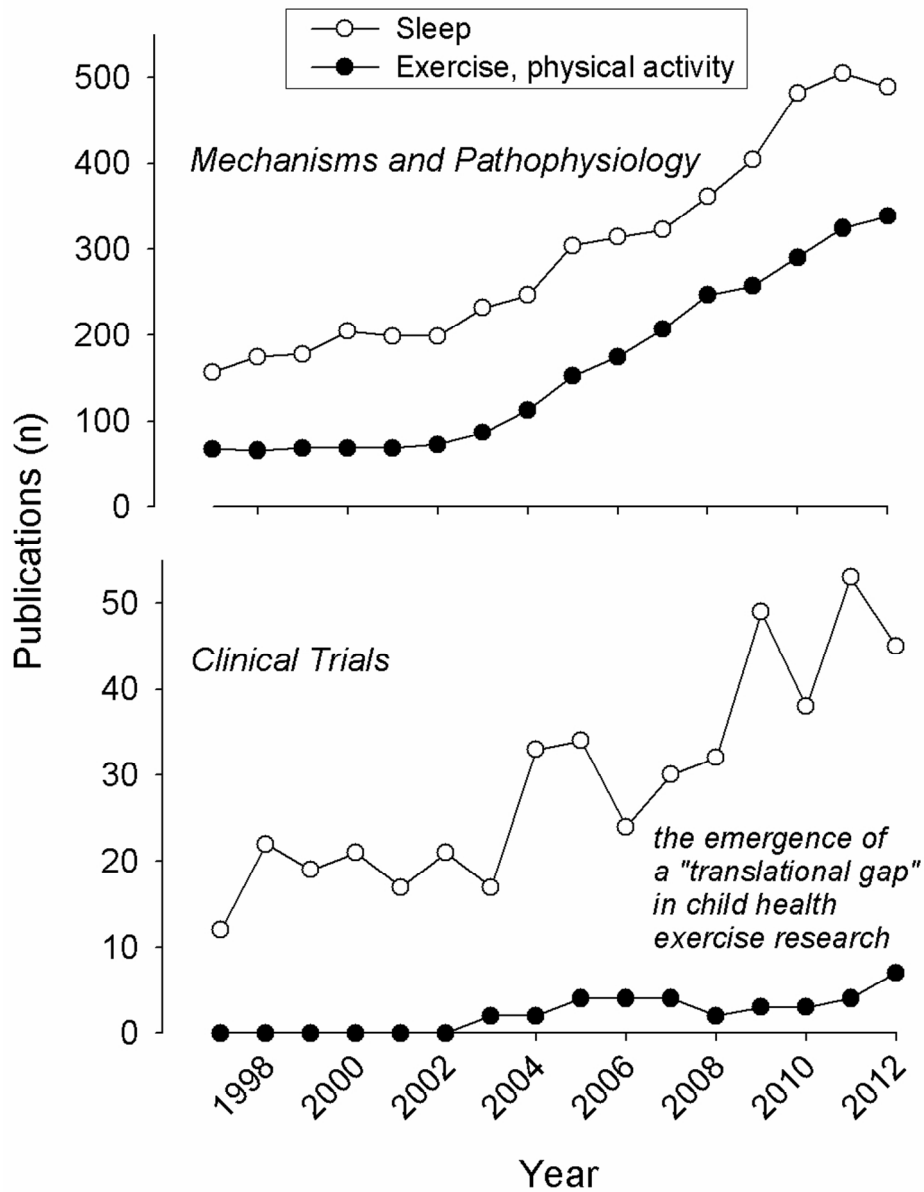 Sleep
Exercise, physical activity
500
Mechanisms and Pathophysiology
400
300
200
100
0
Publications (n)
50
Clinical Trials
40
30
20
the emergence of
a "translational gap"
in child health
exercise research
10
0
1998
2000
2002
2004
2006
2008
2010
2012
Year